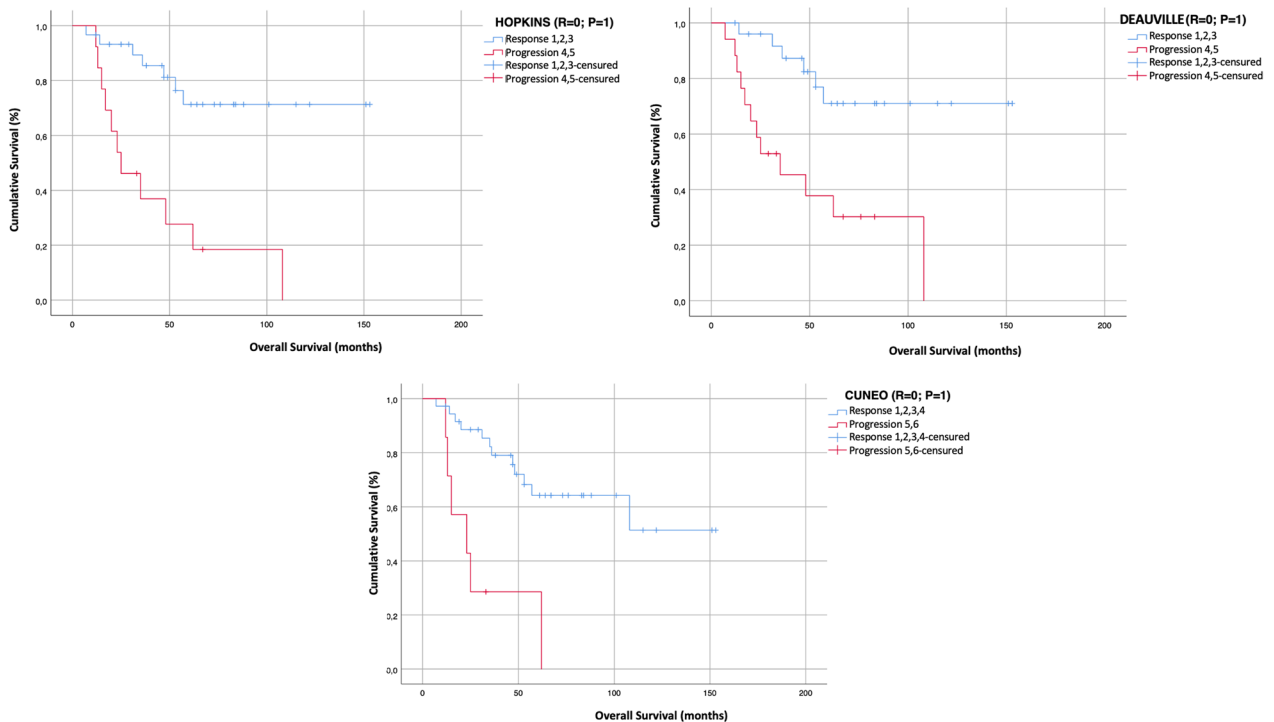 HOPKINS (R=0; P=1)
Response 1,2,3
Progression 4,5
Response 1,2,3-censured
Progression 4,5-censured
Cumulative Survival (%)
1,0
0,8
0,6
0,4
0,2
0,0
0 50 100 150 200
Overall Survival (months)
DEAUVILLE(R=0; P=1)
Response 1,2,3
Progression 4,5
Response 1,2,3-censured
Progression 4,5-censured
Cumulative Survival (%)
1,0
0,8
0,6
0,4
0,2
0,0
0 50 100 150 200
Overall Survival (months)
CUNEO (R=0; P=1)
Response 1,2,3,4
Progression 5,6
Response 1,2,3,4-censured
Progression 5,6-censured
Cumulative Survival (%)
1,0
0,8
0,6
0,4
0,2
0,0
0 50 100 150 200
Overall Survival (months)